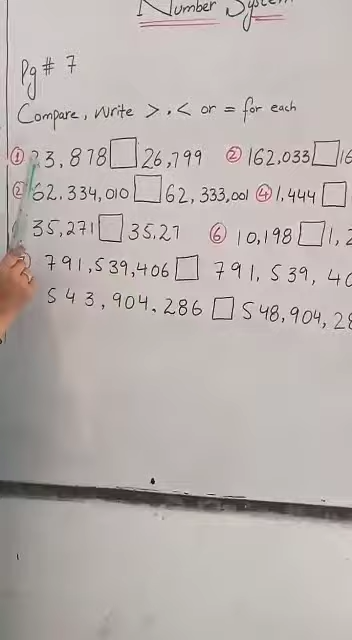 Number System
Pg # 7
Compare, Write > , < or = for each
① 23,878 □ 26,799 ② 162,033 □ 16
62,334,010 □ 62,333,001 ④ 1,444 □
35,271 □ 35,27 ⑥ 10,198 □ 1,2
791,539,406 □ 791,539,40
543,904,286 □ 548,904,28